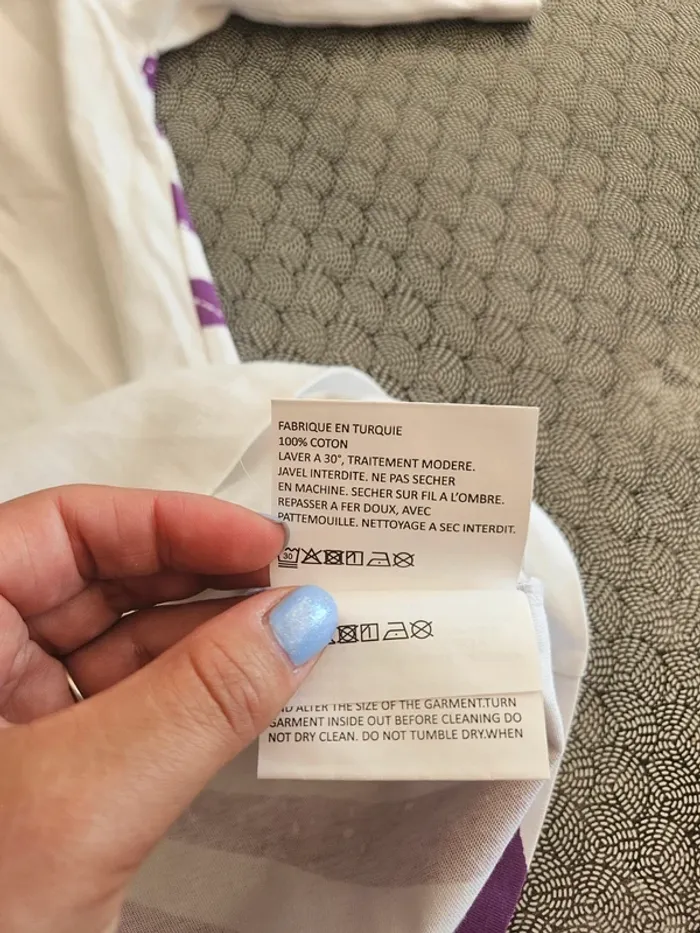 FABRIQUE EN TURQUIE
100% COTON
LAVER A 30°, TRAITEMENT MODERE.
JAVEL INTERDITE. NE PAS SECHER
EN MACHINE. SECHER SUR FIL A L'OMBRE.
REPASSER A FER DOUX, AVEC
PATTEMOUILLE. NETTOYAGE A SEC INTERDIT.
30
ALTER THE SIZE OF THE GARMENT.TURN
GARMENT INSIDE OUT BEFORE CLEANING DO
NOT DRY CLEAN. DO NOT TUMBLE DRY.WHEN